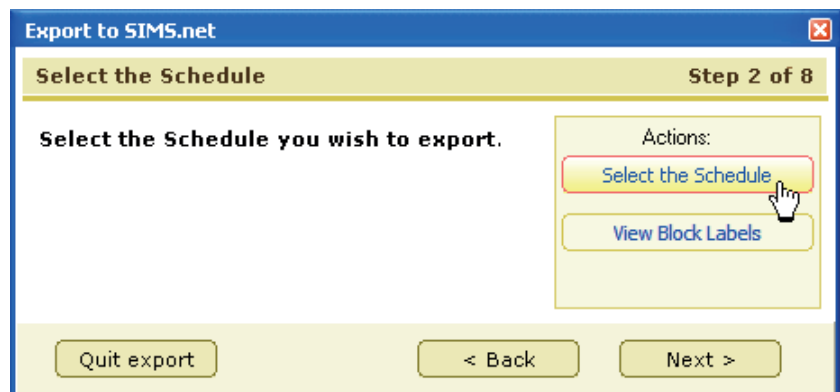 Export to SIMS.net
Select the Schedule Step 2 of 8
Select the Schedule you wish to export.
Actions:
Select the Schedule
View Block Labels
Quit export < Back Next >